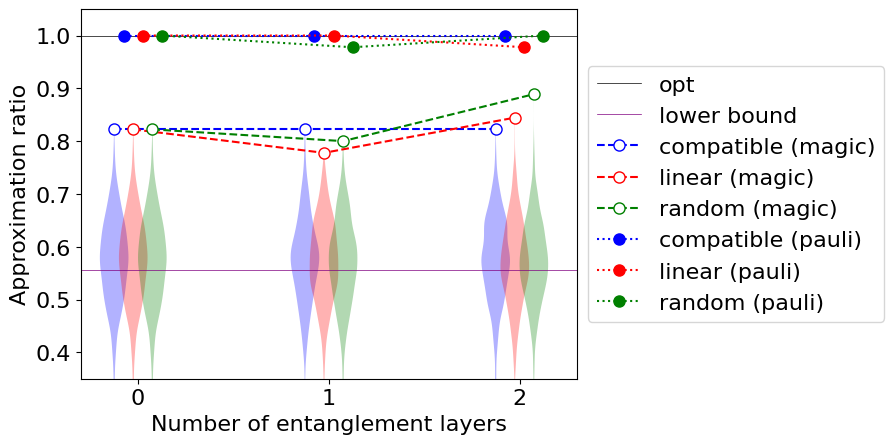 Approximation ratio
1.0
0.9
0.8
0.7
0.6
0.5
0.4
0
1
2
Number of entanglement layers
opt
lower bound
compatible (magic)
linear (magic)
random (magic)
compatible (pauli)
linear (pauli)
random (pauli)